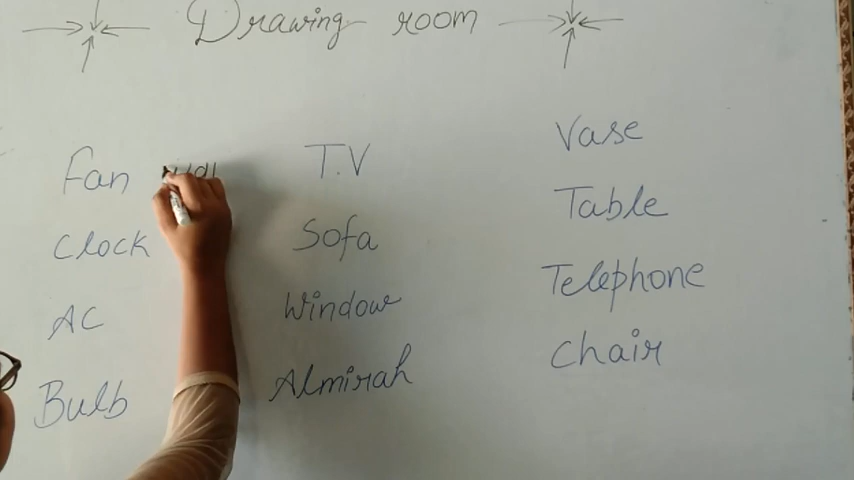 Drawing room
Fan
Clock
AC
Bulb
T.V
Sofa
Window
Almirah
Vase
Table
Telephone
Chair